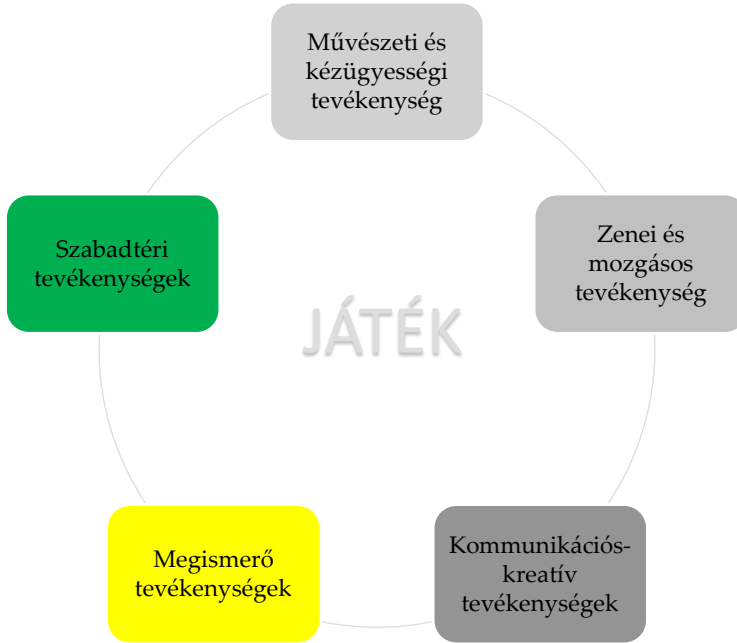 Művészeti és
kézügyességi
tevékenység
Zenei és
mozgásos
tevékenység
Kommunikációs-
kreatív
tevékenységek
Megismerő
tevékenységek
Szabadtéri
tevékenységek
JÁTÉK